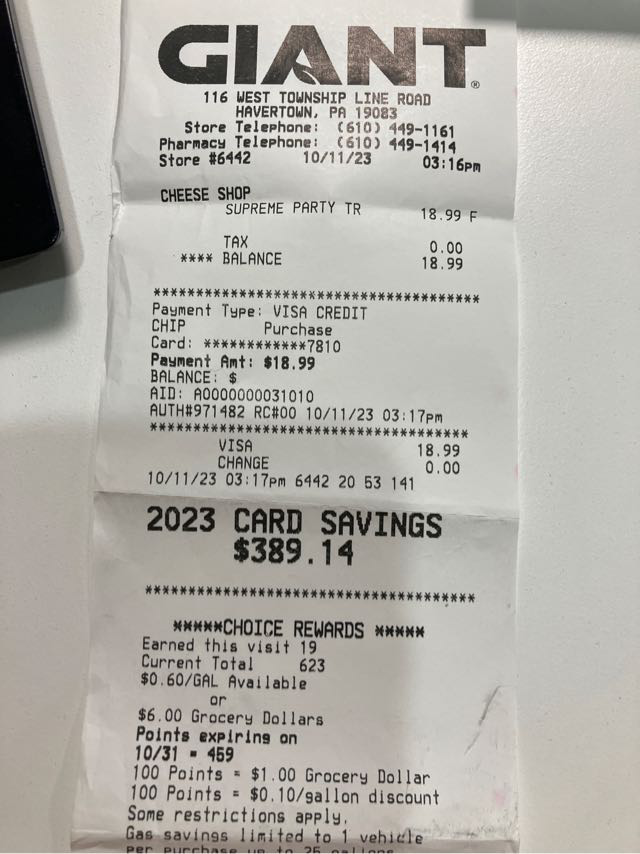 GIANT®
116 WEST TOWNSHIP LINE ROAD
HAVERTOWN, PA 19083
Store Telephone: (610) 449-1161
Pharmacy Telephone: (610) 449-1414
Store #6442 10/11/23 03:16pm
CHEESE SHOP
SUPREME PARTY TR 18.99 F
TAX 0.00
**** BALANCE 18.99
****************************************
Payment Type: VISA CREDIT
CHIP Purchase
Card: ************7810
Payment Amt: $18.99
BALANCE: $
AID: A0000000031010
AUTH#971482 RC#00 10/11/23 03:17pm
****************************************
VISA 18.99
CHANGE 0.00
10/11/23 03:17pm 6442 20 53 141
2023 CARD SAVINGS
$389.14
****************************************
*****CHOICE REWARDS *****
Earned this visit 19
Current Total 623
$0.60/GAL Available
or
$6.00 Grocery Dollars
Points expiring on
10/31 = 459
100 Points = $1.00 Grocery Dollar
100 Points = $0.10/gallon discount
Some restrictions apply.
Gas savings limited to 1 vehicle
per purchase up to 25 gallons